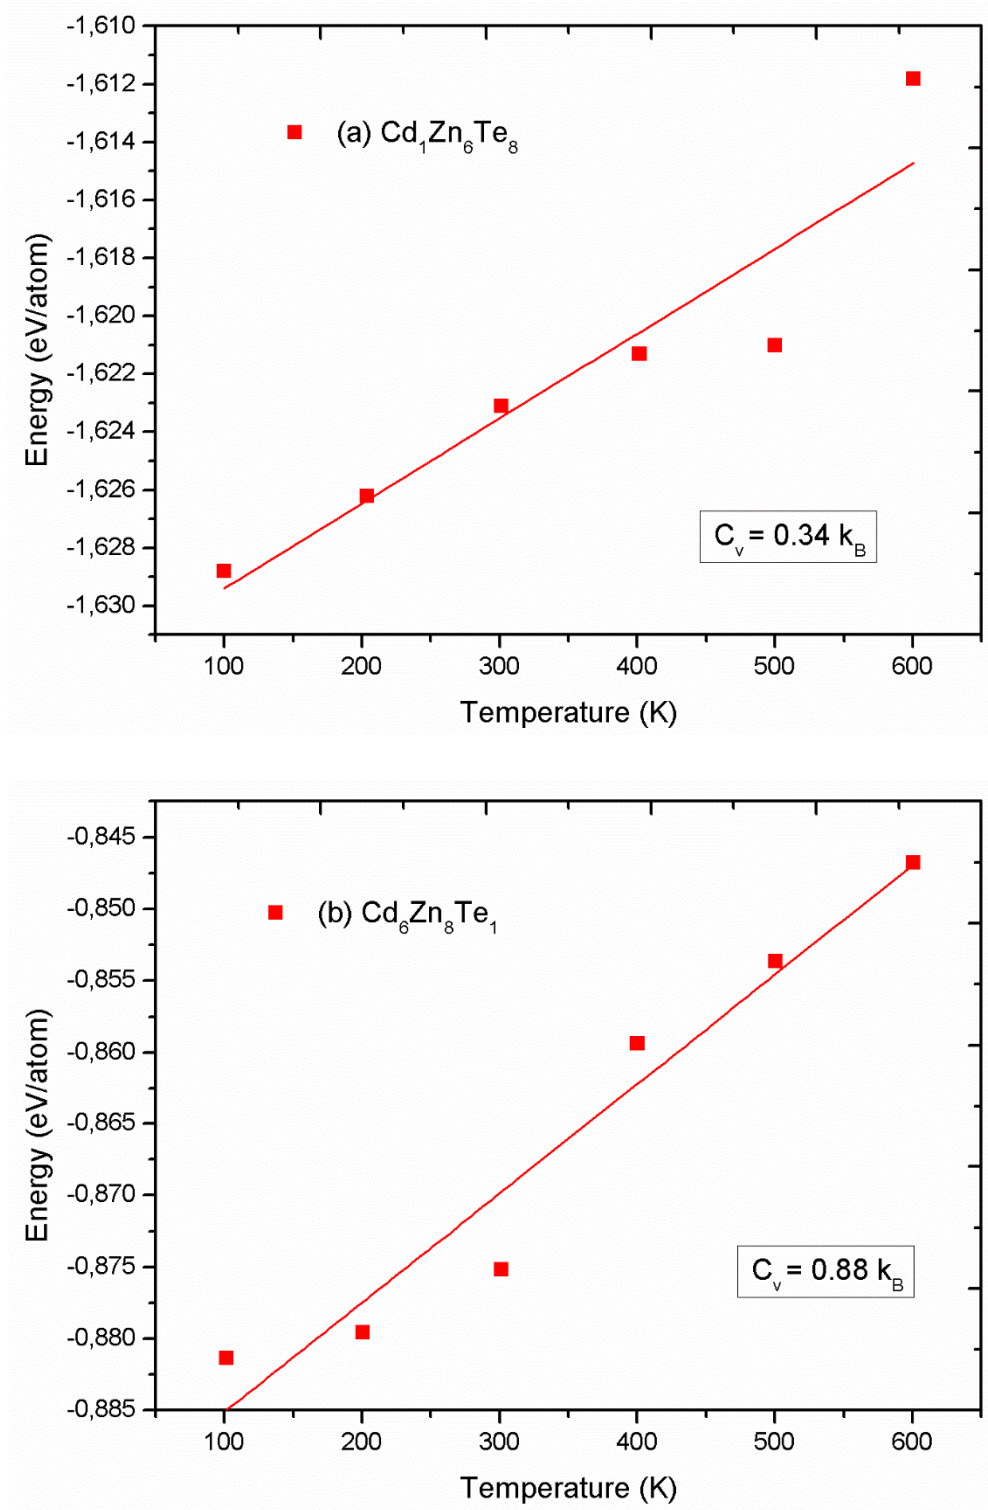 -1,610
-1,612
-1,614
-1,616
-1,618
-1,620
-1,622
-1,624
-1,626
-1,628
-1,630
Energy (eV/atom)
(a) Cd₁Zn₆Te₈
Cᵥ = 0.34 k_B
100 200 300 400 500 600
Temperature (K)
-0,845
-0,850
-0,855
-0,860
-0,865
-0,870
-0,875
-0,880
-0,885
Energy (eV/atom)
(b) Cd₆Zn₈Te₁
Cᵥ = 0.88 k_B
100 200 300 400 500 600
Temperature (K)